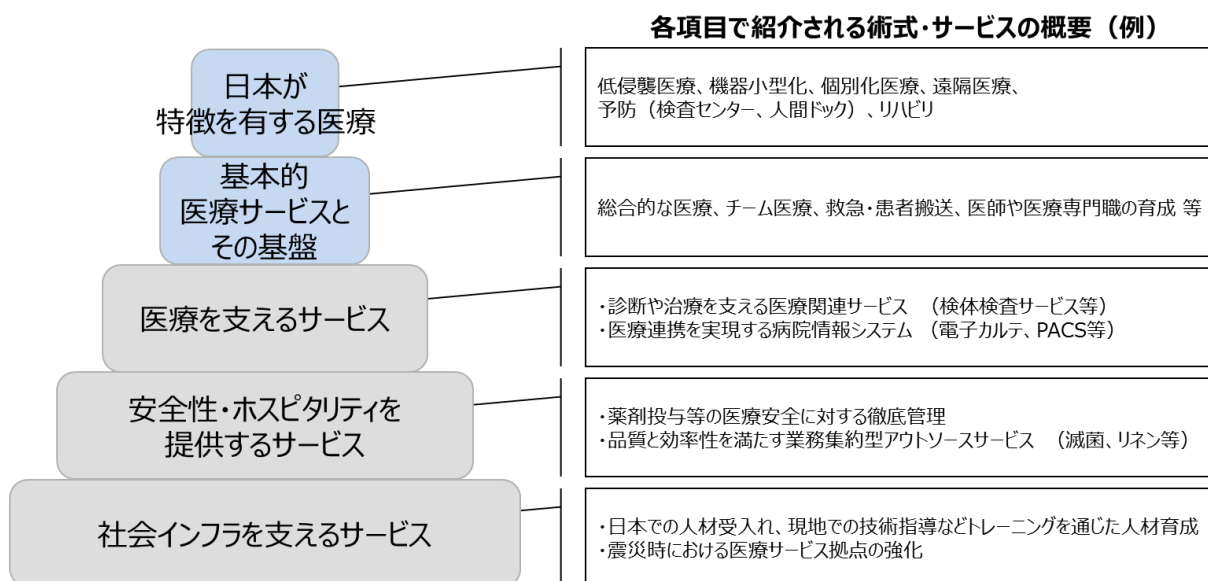 各項目で紹介される術式・サービスの概要（例）
日本が
特徴を有する医療
低侵襲医療、機器小型化、個別化医療、遠隔医療、
予防（検査センター、人間ドック）、リハビリ
基本的
医療サービスと
その基盤
総合的な医療、チーム医療、救急・患者搬送、医師や医療専門職の育成 等
医療を支えるサービス
・診断や治療を支える医療関連サービス　（検体検査サービス等）
・医療連携を実現する病院情報システム　（電子カルテ、PACS等）
安全性・ホスピタリティを
提供するサービス
・薬剤投与等の医療安全に対する徹底管理
・品質と効率性を満たす業務集約型アウトソースサービス　（滅菌、リネン等）
社会インフラを支えるサービス
・日本での人材受入れ、現地での技術指導などトレーニングを通じた人材育成
・震災時における医療サービス拠点の強化